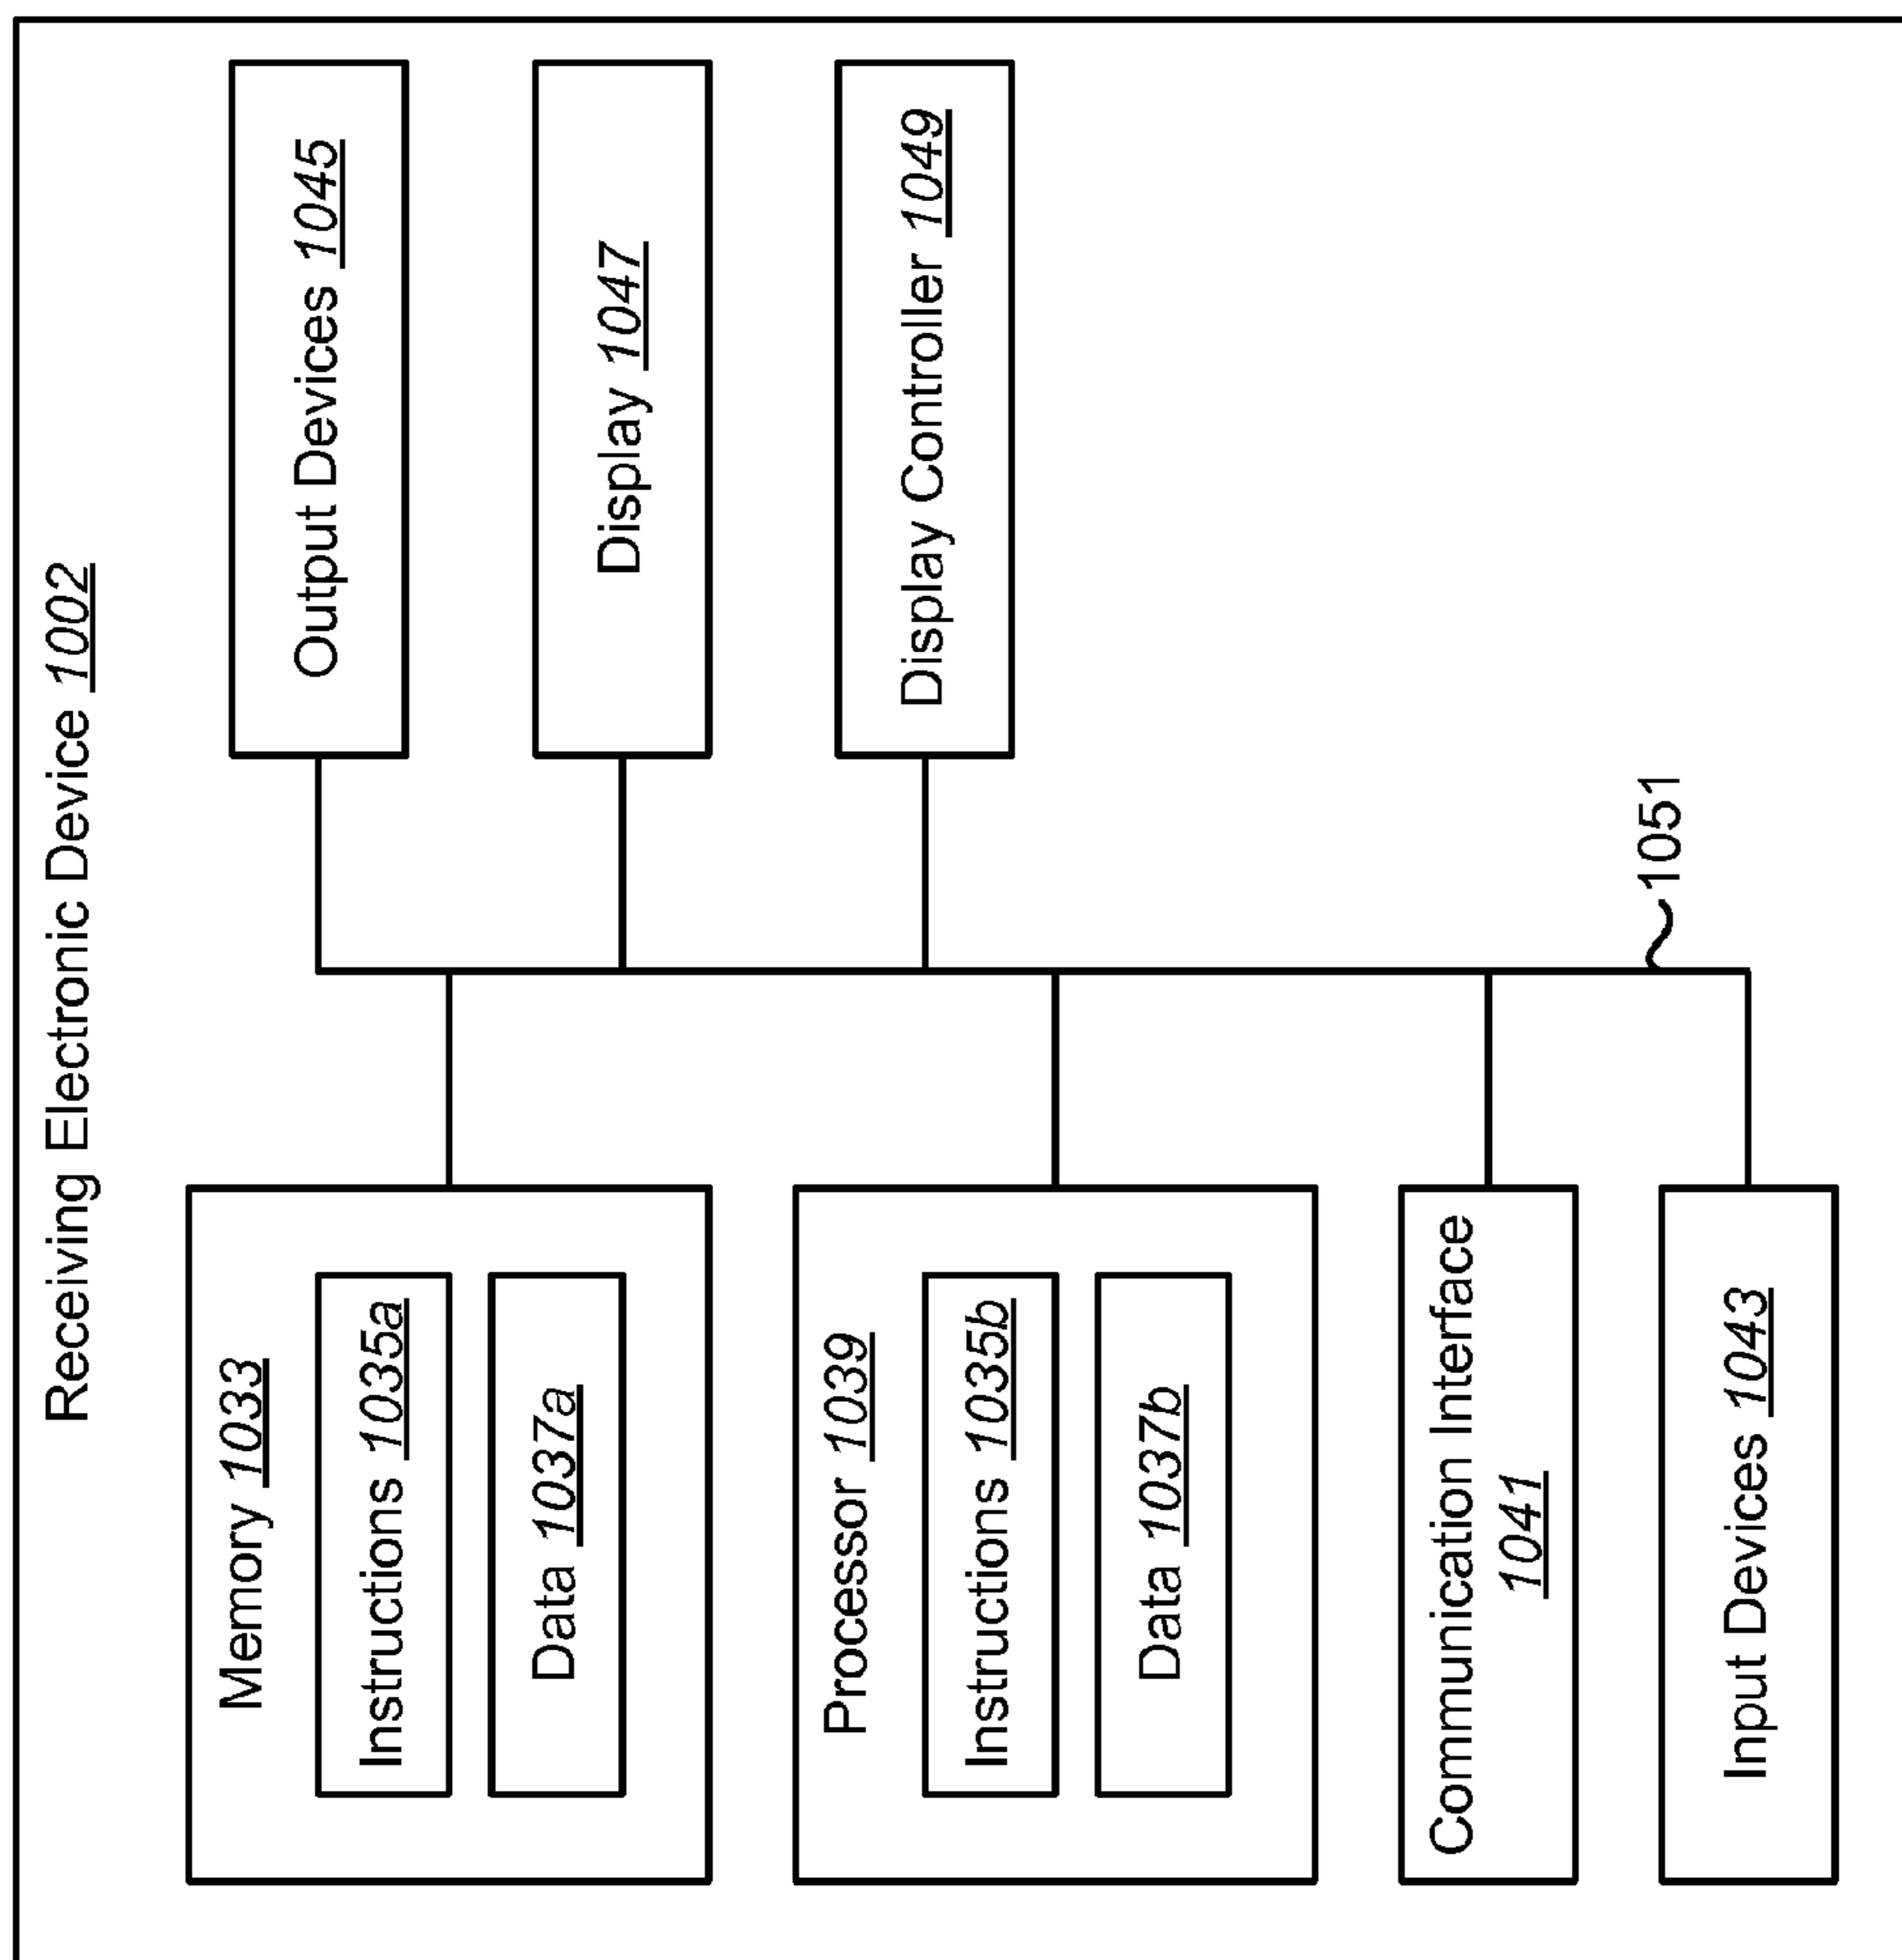 Receiving Electronic Device 1002
Memory 1033
Instructions 1035a
Data 1037a
Processor 1039
Instructions 1035b
Data 1037b
Communication Interface
1041
Input Devices 1043
Output Devices 1045
Display 1047
Display Controller 1049
1051